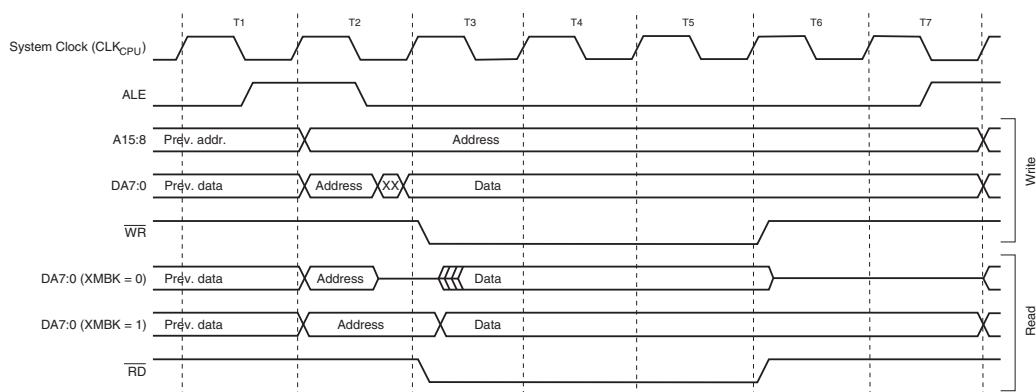 T1 T2 T3 T4 T5 T6 T7
System Clock (CLKCPU)
ALE
A15:8 Prev. addr. Address
DA7:0 Prev. data Address XX Data
WR
Write
DA7:0 (XMBK = 0) Prev. data Address Data
DA7:0 (XMBK = 1) Prev. data Address Data
RD
Read